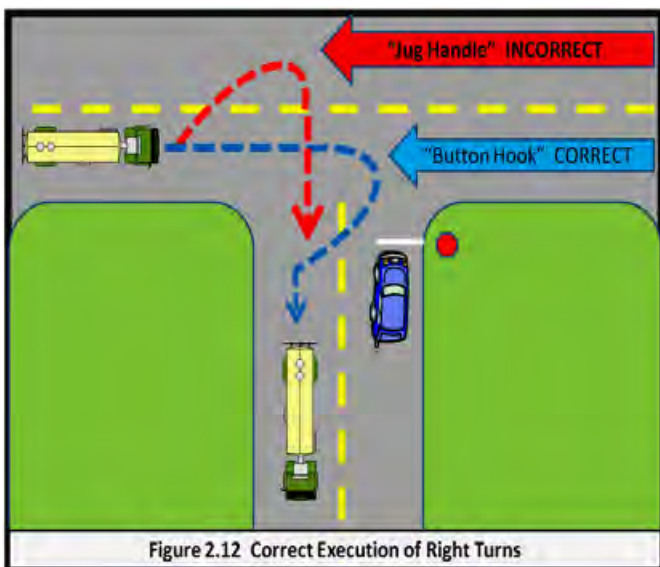 "Jug Handle" INCORRECT
"Button Hook" CORRECT
Figure 2.12 Correct Execution of Right Turns